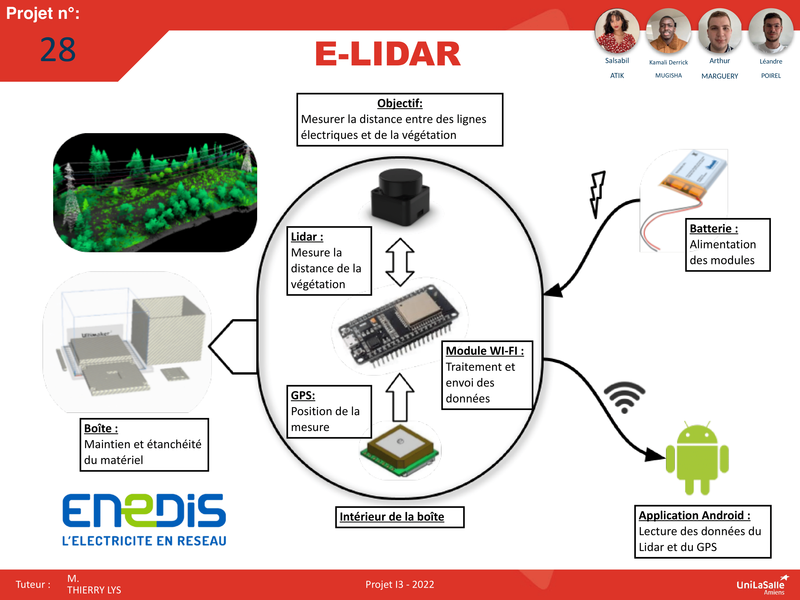 Projet n°:
28
E-LIDAR
Salsabil
ATIK
Kamali Derrick
MUGISHA
Arthur
MARGUERY
Léandre
POIREL
Objectif:
Mesurer la distance entre des lignes
électriques et de la végétation
Lidar :
Mesure la
distance de la
végétation
Batterie :
Alimentation
des modules
Module WI-FI :
Traitement et
envoi des
données
GPS:
Position de la
mesure
Boîte :
Maintien et étanchéité
du matériel
Intérieur de la boîte
Application Android :
Lecture des données du
Lidar et du GPS
ENEDIS
L'ELECTRICITE EN RESEAU
Tuteur :
M.
THIERRY LYS
Projet I3 - 2022
UniLaSalle
Amiens